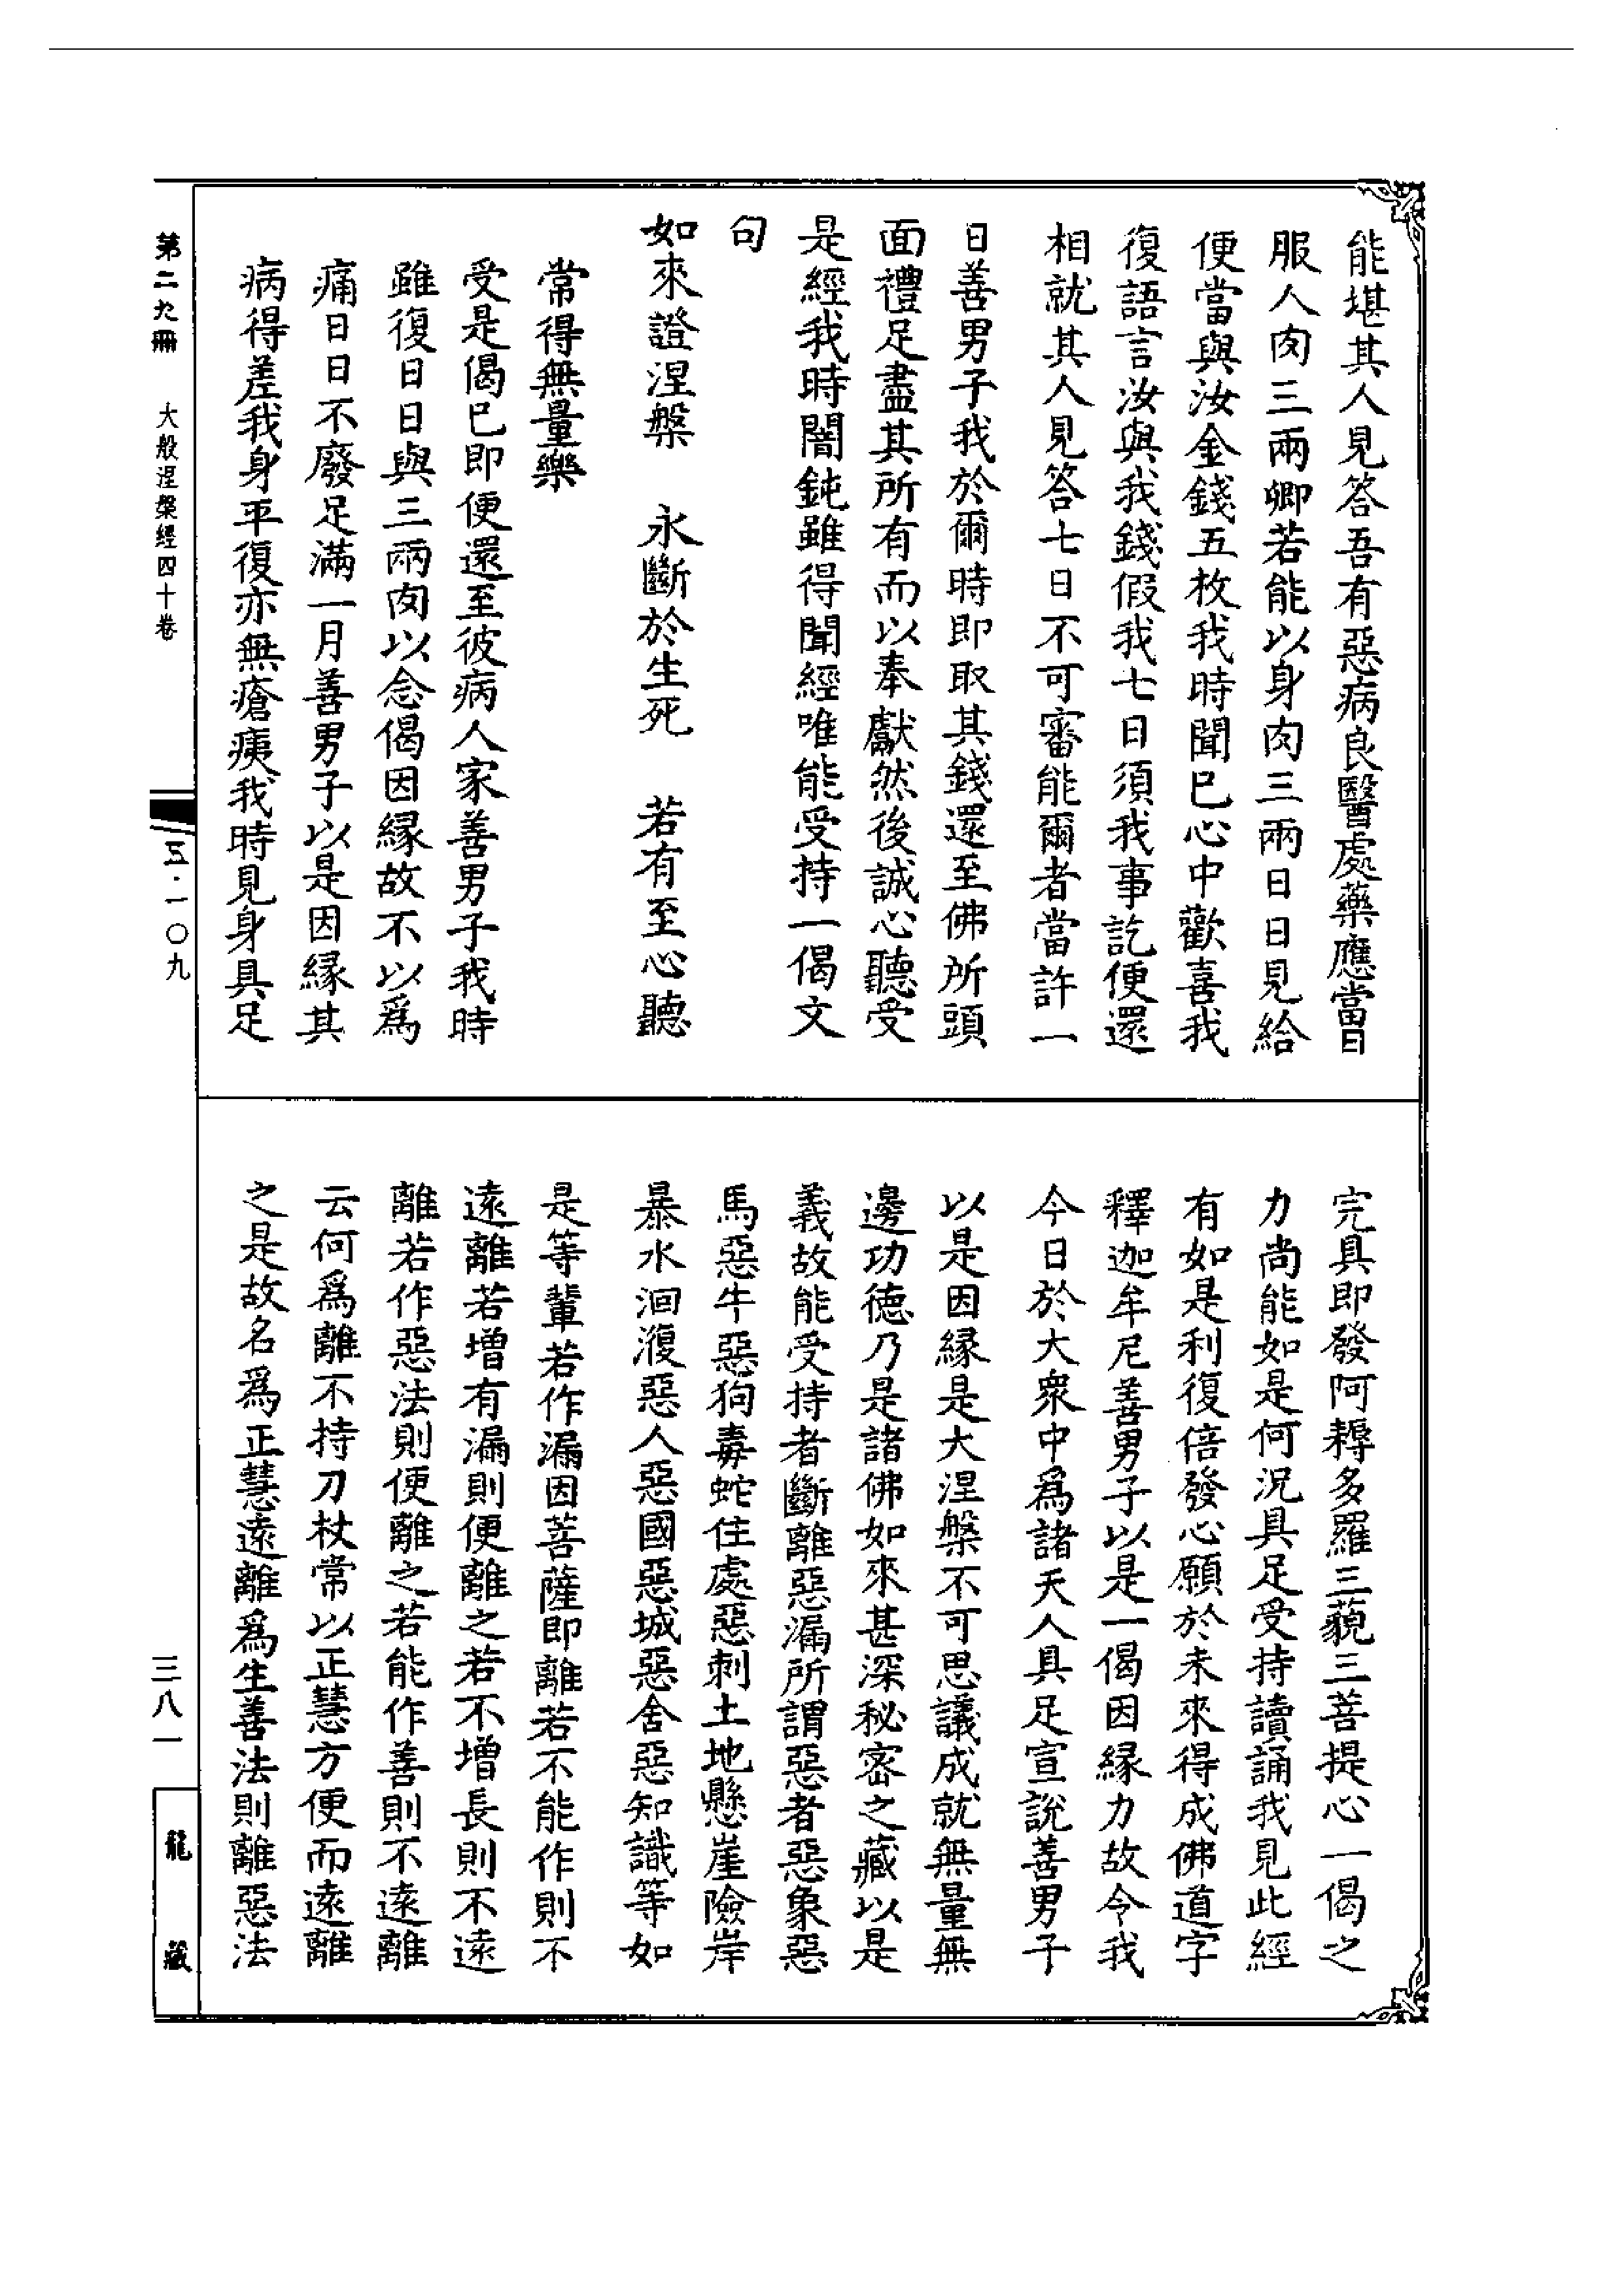 能堪其人見答吾有惡病良醫處藥應當日
服人肉三兩卿若能以身肉三兩日日見給
便當與汝金錢五枚我時聞已心中歡喜我
復語言汝與我錢假我七日須我事訖便還
相就其人見答七日不可審能爾者當許一
日善男子我於爾時即取其錢還至佛所頭
面禮足盡其所有而以奉獻然後誠心聽受
是經我時闇鈍雖得聞經唯能受持一偈文
句
如來證涅槃　永斷於生死　若有至心聽
常得無量樂
受是偈已即便還至彼病人家善男子我時
雖復日日與三兩肉以念偈因緣故不以為
痛日日不廢足滿一月善男子以是因緣其
病得差我身平復亦無瘡痍我時見身具足
完具即發阿耨多羅三藐三菩提心一偈之
力尚能如是何況具足受持讀誦我見此經
有如是利復倍發心願於未來得成佛道字
釋迦牟尼善男子以是一偈因緣力故令我
今日於大眾中為諸天人具足宣說善男子
以是因緣是大涅槃不可思議成就無量無
邊功德乃是諸佛如來甚深秘密之藏以是
義故能受持者斷離惡漏所謂惡者惡象惡
馬惡牛惡狗毒蛇住處惡刺土地懸崖險岸
暴水洄澓惡人惡國惡城惡舍惡知識等如
是等輩若作漏因菩薩即離若不能作則不
遠離若增有漏則便離之若不增長則不遠
離若作惡法則便離之若能作善則不遠離
云何為離不持刀杖常以正慧方便而遠離
之是故名為正慧遠離為生善法則離惡法
第二九冊　大般涅槃經四十卷
五·一〇九
三八一
龍藏